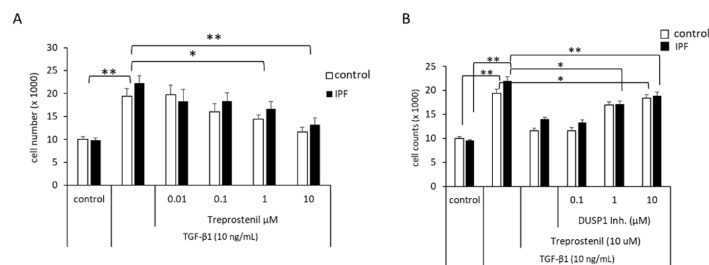 A
30
25
20
15
10
5
0
cell number (x 1000)
**
*
**
control
IPF
control
0.01
0.1
1
10
Treprostenil µM
TGF-β1 (10 ng/mL)
B
25
20
15
10
5
0
cell counts (x 1000)
control
IPF
**
**
**
*
*
control
0.1
1
10
DUSP1 Inh. (µM)
Treprostenil (10 uM)
TGF-β1 (10 ng/mL)